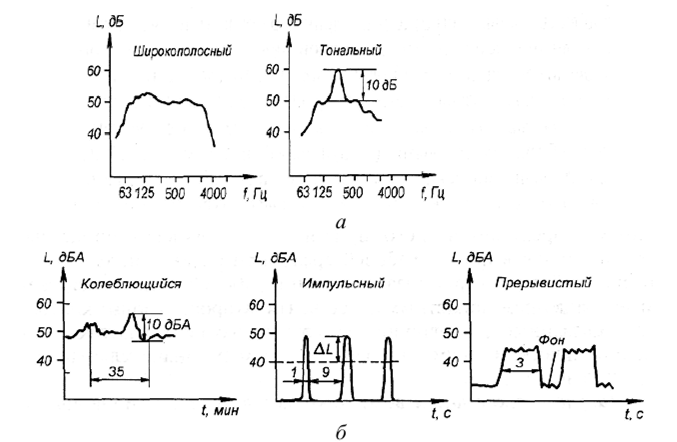 L, дБ
Широкополосный
60
50
40
63 125 500 4000 f, Гц
L, дБ
Тональный
60
50
40
10 дБ
63 125 500 4000 f, Гц
а
L, дБА
Колеблющийся
60
50
40
10 дБА
35
t, мин
L, дБА
Импульсный
60
50
40
ΔL
1 9
t, с
L, дБА
Прерывистый
60
50
40
Фон
3
t, с
б